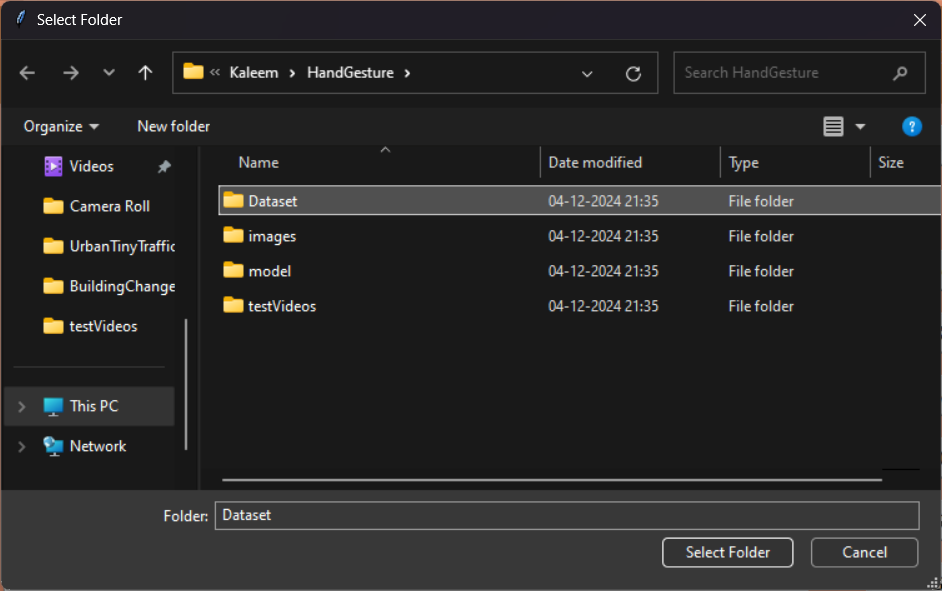 Select Folder
« Kaleem > HandGesture >
Search HandGesture
Organize
New folder
Name
Date modified
Type
Size
Videos
Camera Roll
UrbanTinyTraffic
BuildingChange
testVideos
This PC
Network
Dataset 04-12-2024 21:35 File folder
images 04-12-2024 21:35 File folder
model 04-12-2024 21:35 File folder
testVideos 04-12-2024 21:35 File folder
Folder: Dataset
Select Folder
Cancel